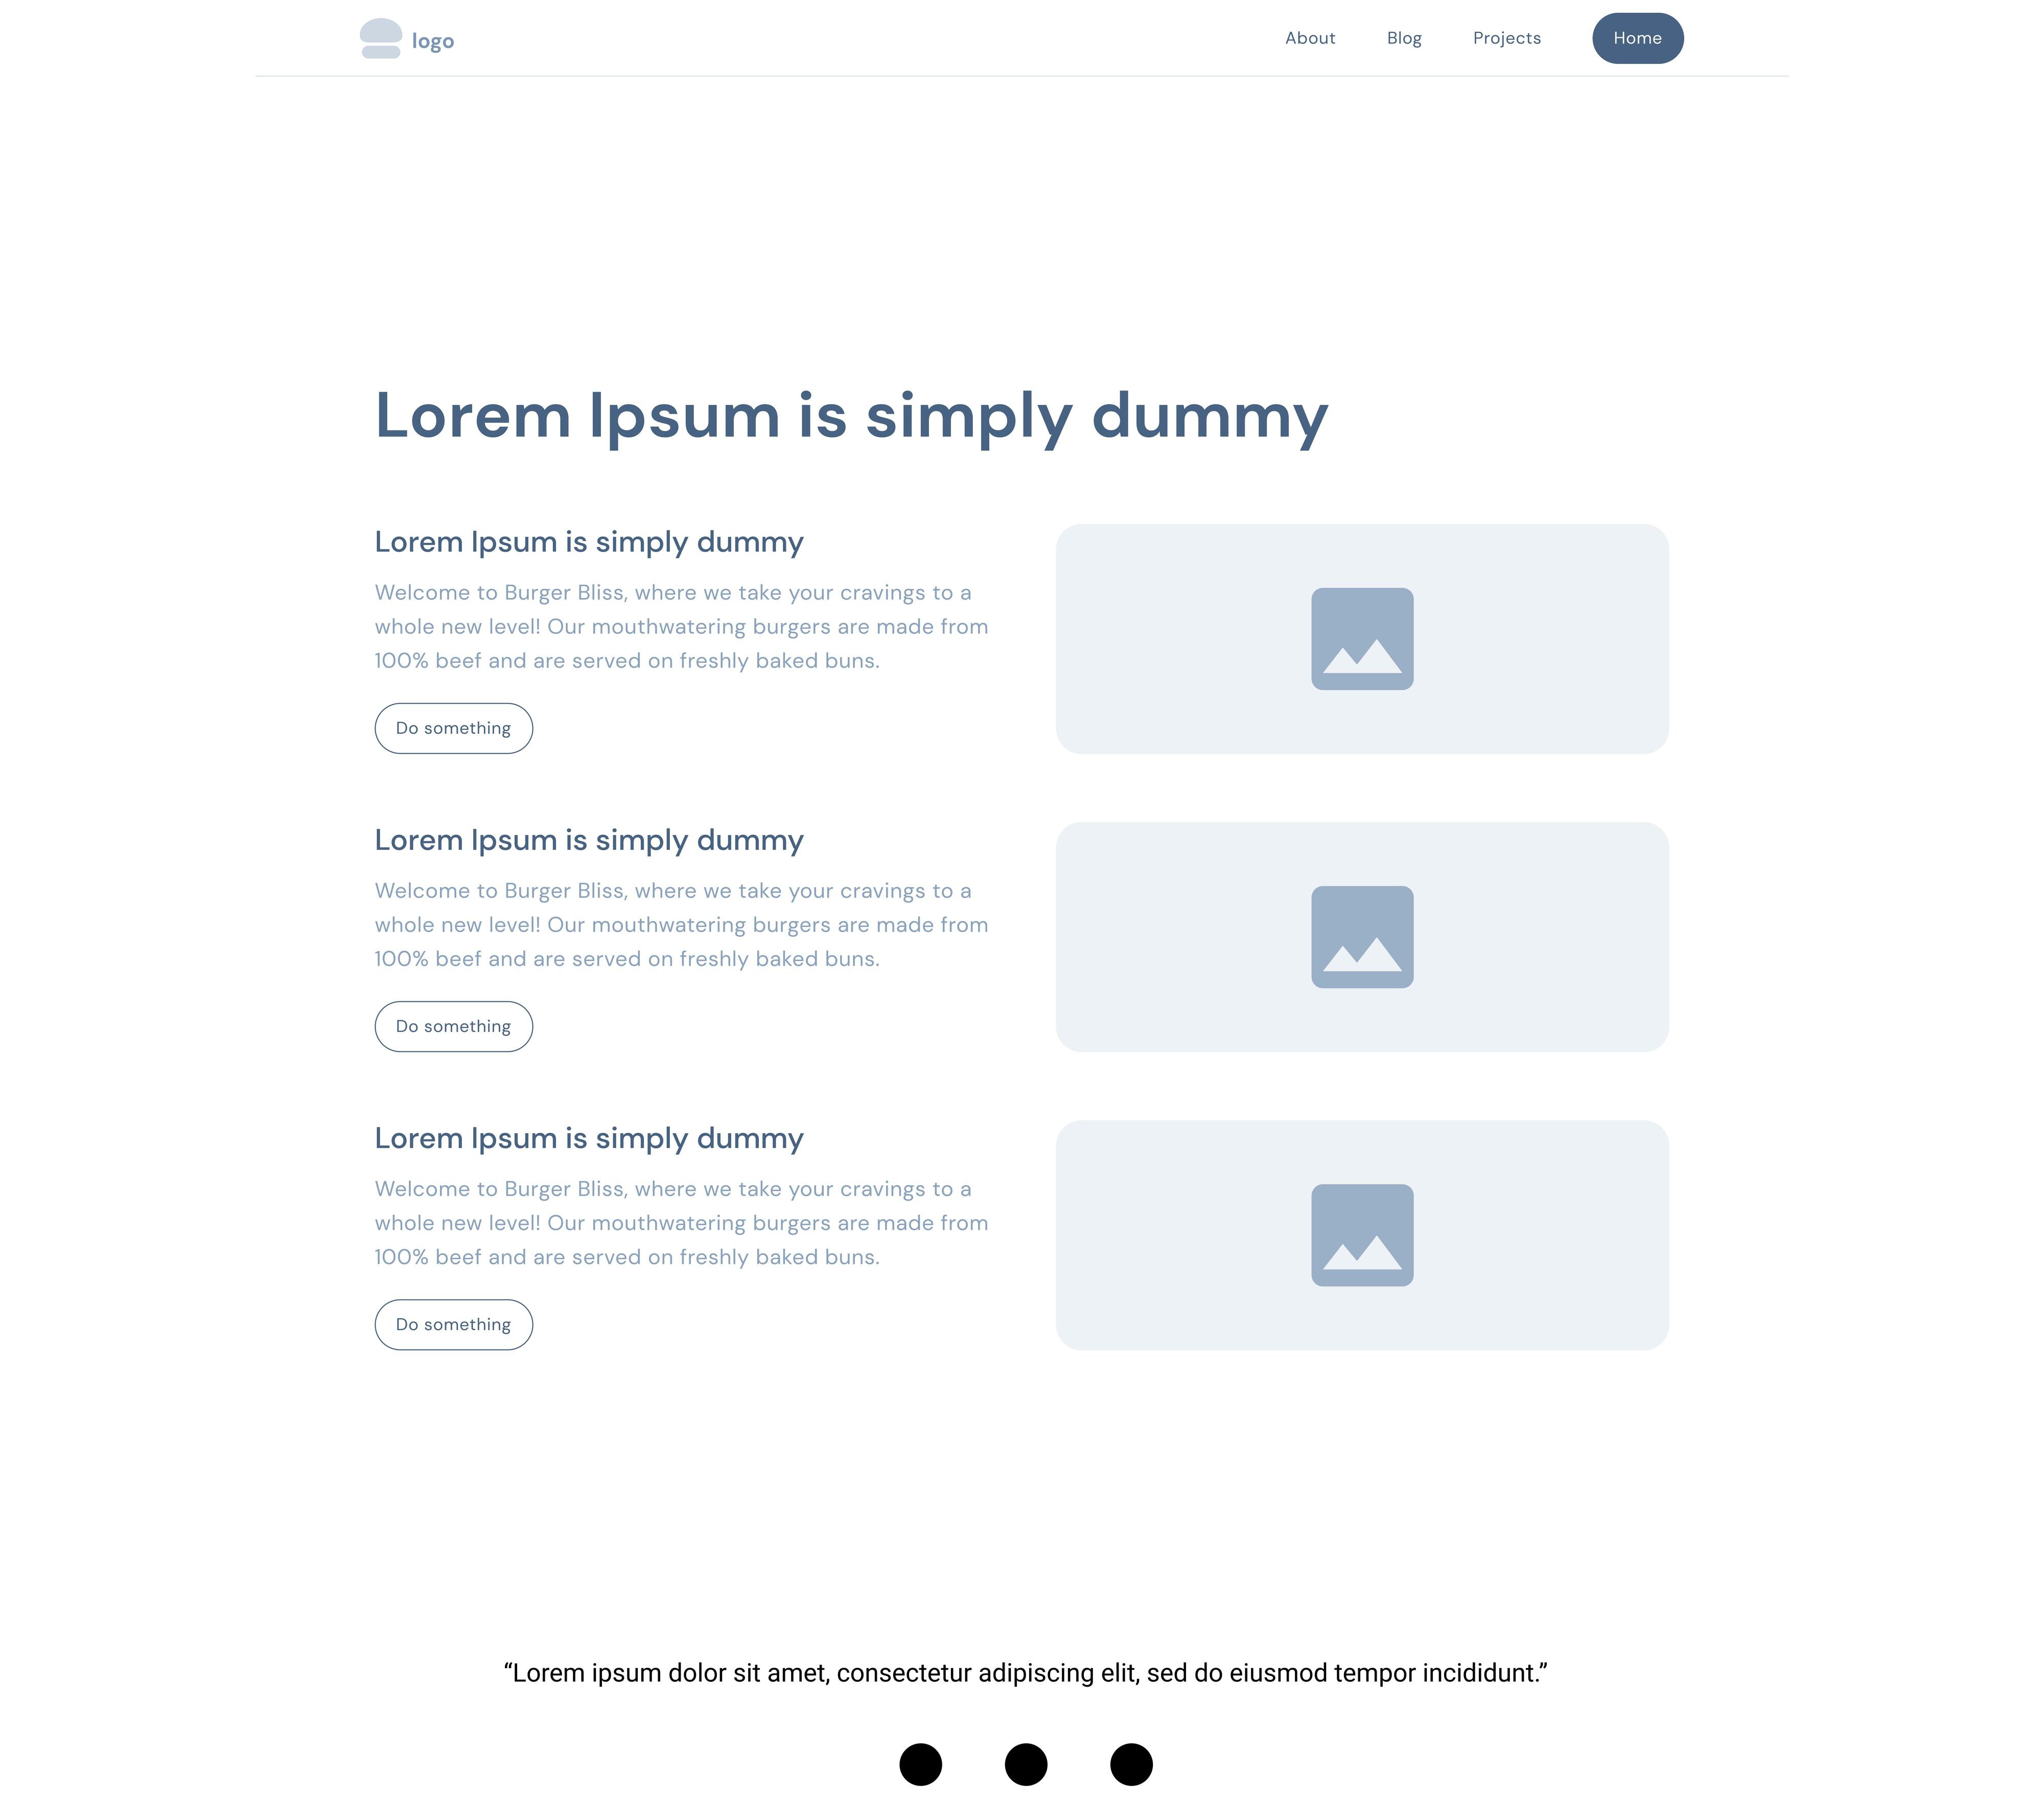 logo
About
Blog
Projects
Home
Lorem Ipsum is simply dummy
Lorem Ipsum is simply dummy
Welcome to Burger Bliss, where we take your cravings to a
whole new level! Our mouthwatering burgers are made from
100% beef and are served on freshly baked buns.
Do something
Lorem Ipsum is simply dummy
Welcome to Burger Bliss, where we take your cravings to a
whole new level! Our mouthwatering burgers are made from
100% beef and are served on freshly baked buns.
Do something
Lorem Ipsum is simply dummy
Welcome to Burger Bliss, where we take your cravings to a
whole new level! Our mouthwatering burgers are made from
100% beef and are served on freshly baked buns.
Do something
“Lorem ipsum dolor sit amet, consectetur adipiscing elit, sed do eiusmod tempor incididunt.”